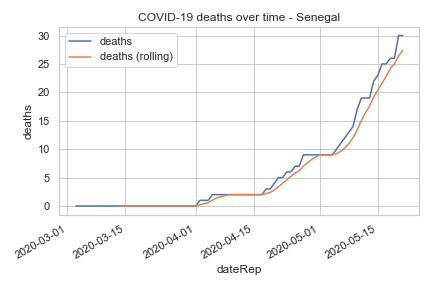 COVID-19 deaths over time - Senegal
deaths
deaths (rolling)
30
25
20
15
10
5
0
deaths
2020-03-01
2020-03-15
2020-04-01
2020-04-15
2020-05-01
2020-05-15
dateRep